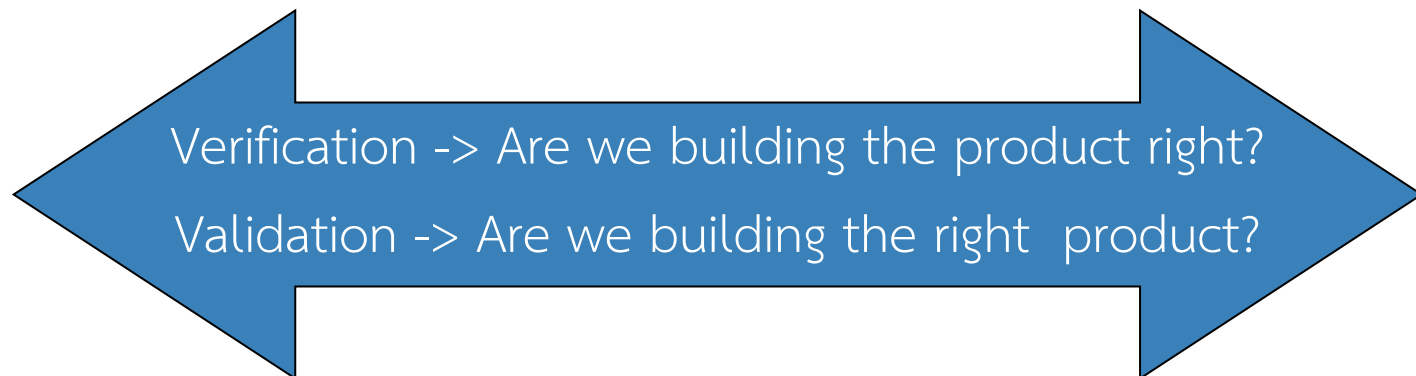 Verification -> Are we building the product right?
Validation -> Are we building the right  product?